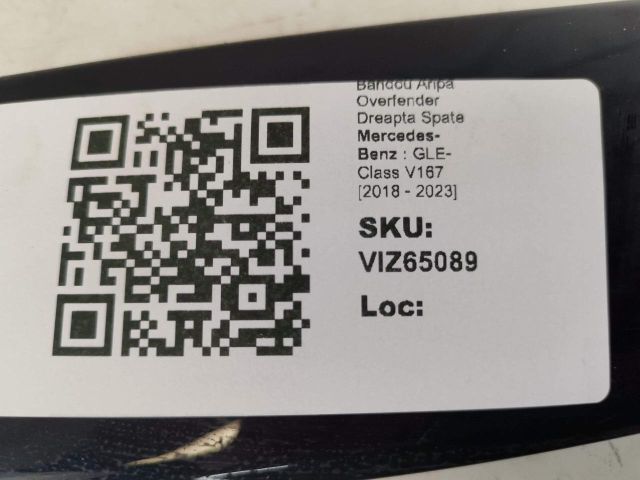 Bandou Aripa
Overfender
Dreapta Spate
Mercedes-
Benz : GLE-
Class V167
[2018 - 2023]
SKU:
VIZ65089
Loc: